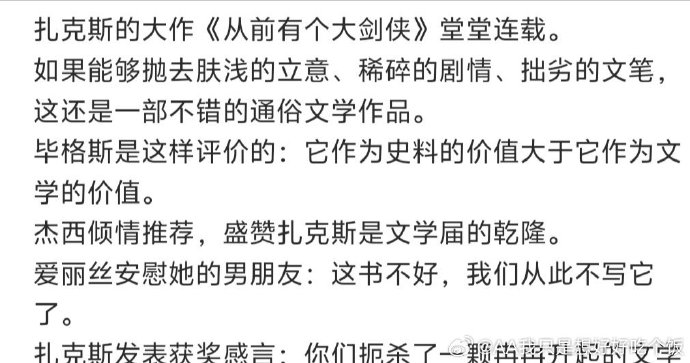 扎克斯的大作《从前有个大剑侠》堂堂连载。
如果能够抛去肤浅的立意、稀碎的剧情、拙劣的文笔，
这还是一部不错的通俗文学作品。
毕格斯是这样评价的：它作为史料的价值大于它作为文
学的价值。
杰西倾情推荐，盛赞扎克斯是文学届的乾隆。
爱丽丝安慰她的男朋友：这书不好，我们从此不写它
了。
扎克斯发表获奖感言：你们扼杀了一颗冉冉升起的文学